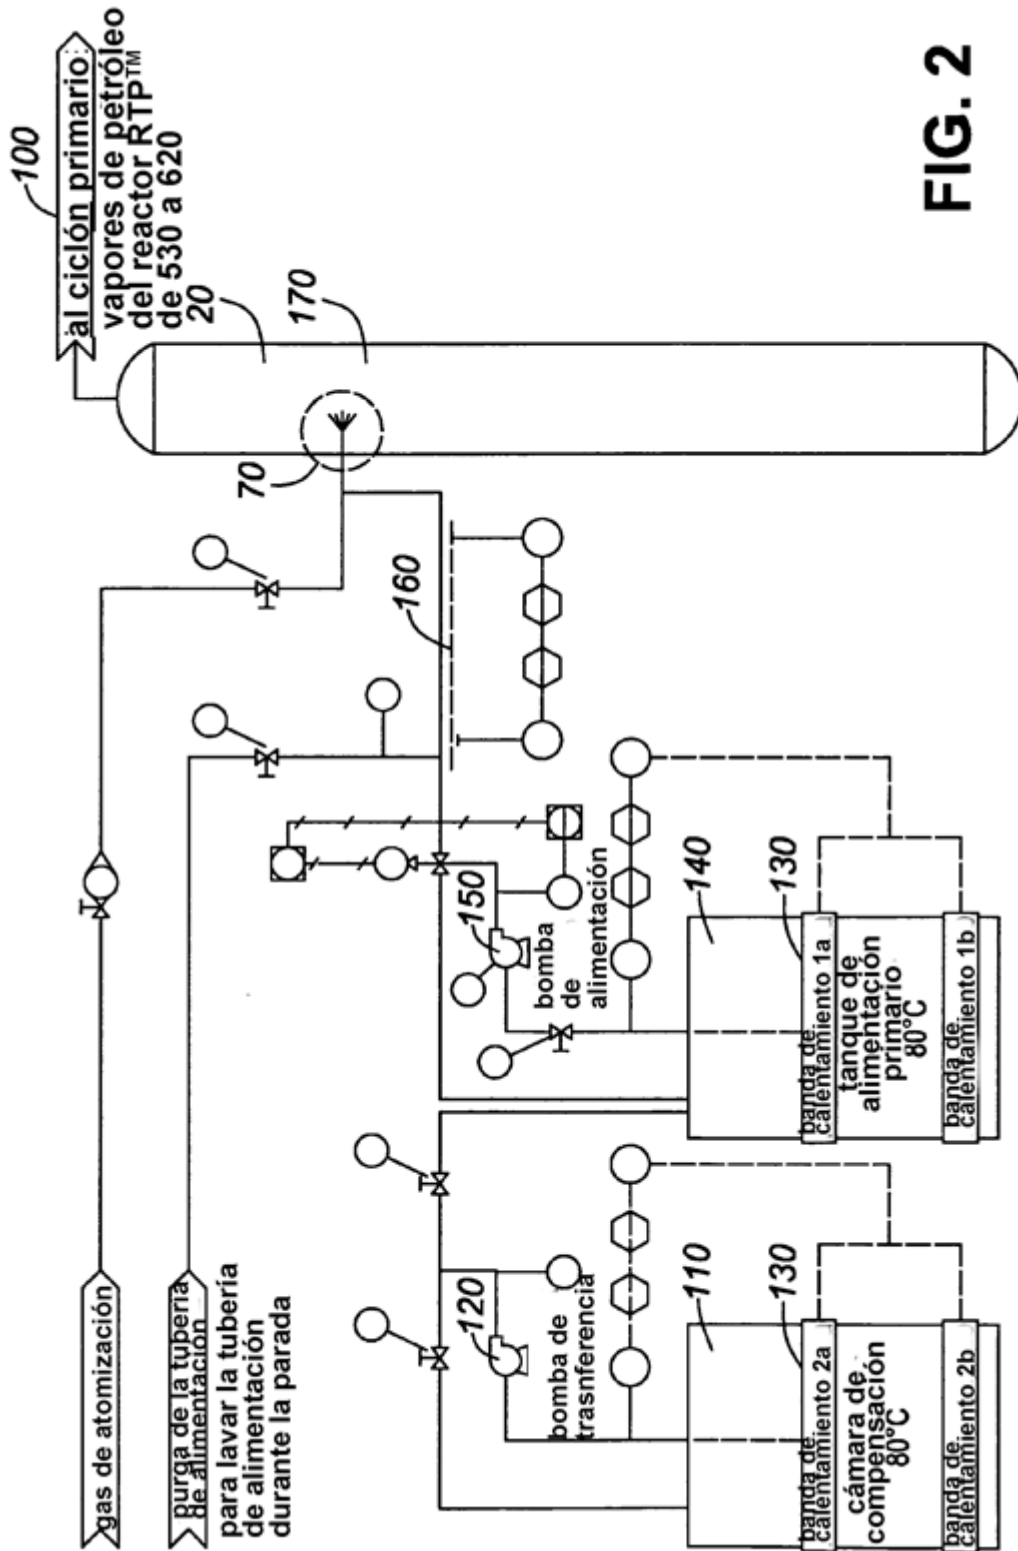 100
al ciclón primario:
vapores de petróleo
del reactor RTP™
de 530 a 620
20
170
70
gas de atomización
purga de la tubería
de alimentación
para lavar la tubería
de alimentación
durante la parada
160
150
bomba
de
alimentación
120
bomba de
trasnferencia
140
130
banda de
calentamiento 1a
tanque de
alimentación
primario
80°C
banda de
calentamiento 1b
110
130
banda de
calentamiento 2a
cámara de
compensación
80°C
banda de
calentamiento 2b
FIG. 2